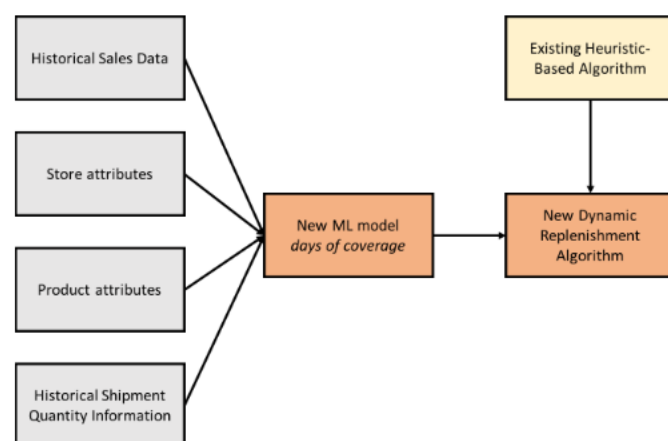 Historical Sales Data
Existing Heuristic-
Based Algorithm
Store attributes
New ML model
days of coverage
New Dynamic
Replenishment
Algorithm
Product attributes
Historical Shipment
Quantity Information